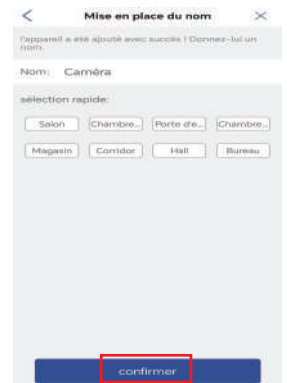 Mise en place du nom
l'appareil a été ajouté avec succès ! Donnez-lui un
nom.
Nom: Caméra
sélection rapide:
Salon Chambre... Porte d'e... Chambre...
Magasin Corridor Hall Bureau
confirmer